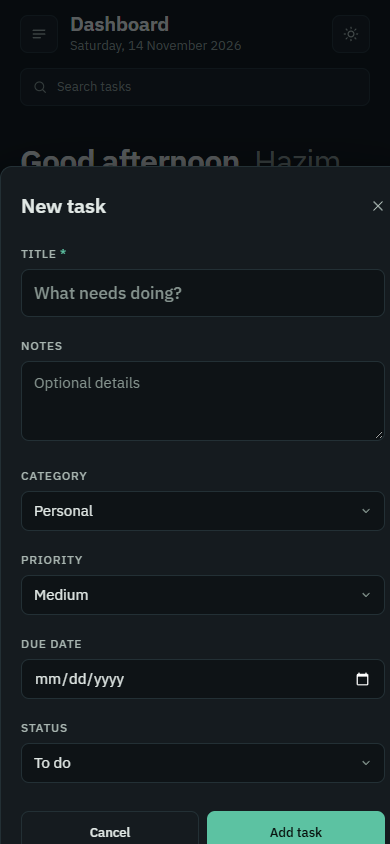 Dashboard
Saturday, 14 November 2026
Search tasks
Good afternoon, Hazim
New task
TITLE *
What needs doing?
NOTES
Optional details
CATEGORY
Personal
PRIORITY
Medium
DUE DATE
mm/dd/yyyy
STATUS
To do
Cancel
Add task